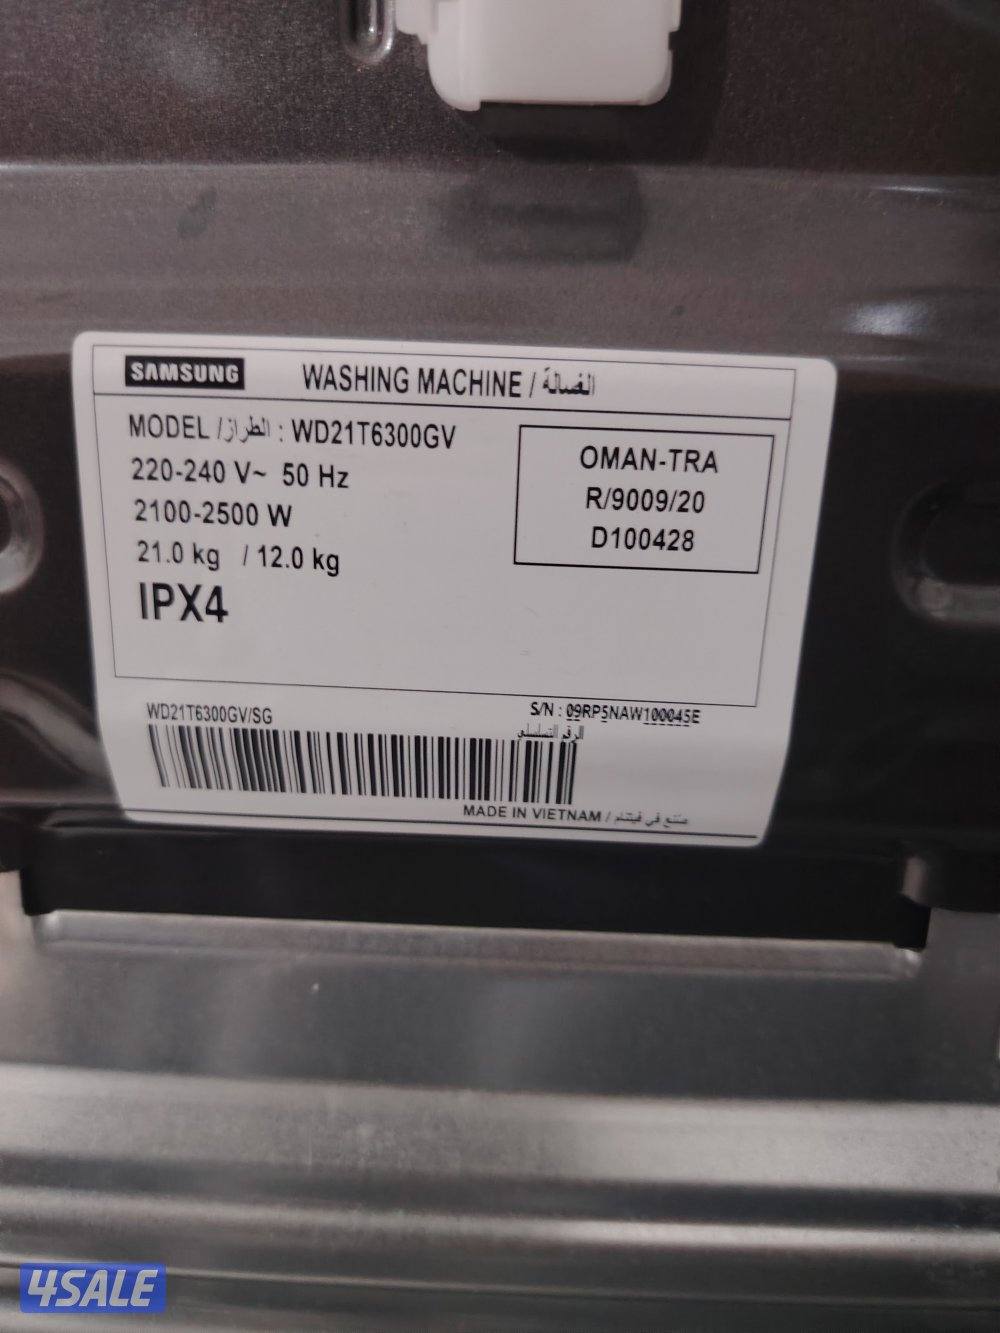 SAMSUNG
WASHING MACHINE / الغسالة
MODEL / الطراز : WD21T6300GV
220-240 V~ 50 Hz
2100-2500 W
21.0 kg / 12.0 kg
IPX4
OMAN-TRA
R/9009/20
D100428
WD21T6300GV/SG
S/N : 09RP5NAW100045E
الرقم التسلسلي
MADE IN VIETNAM / صنع في فيتنام
4SALE